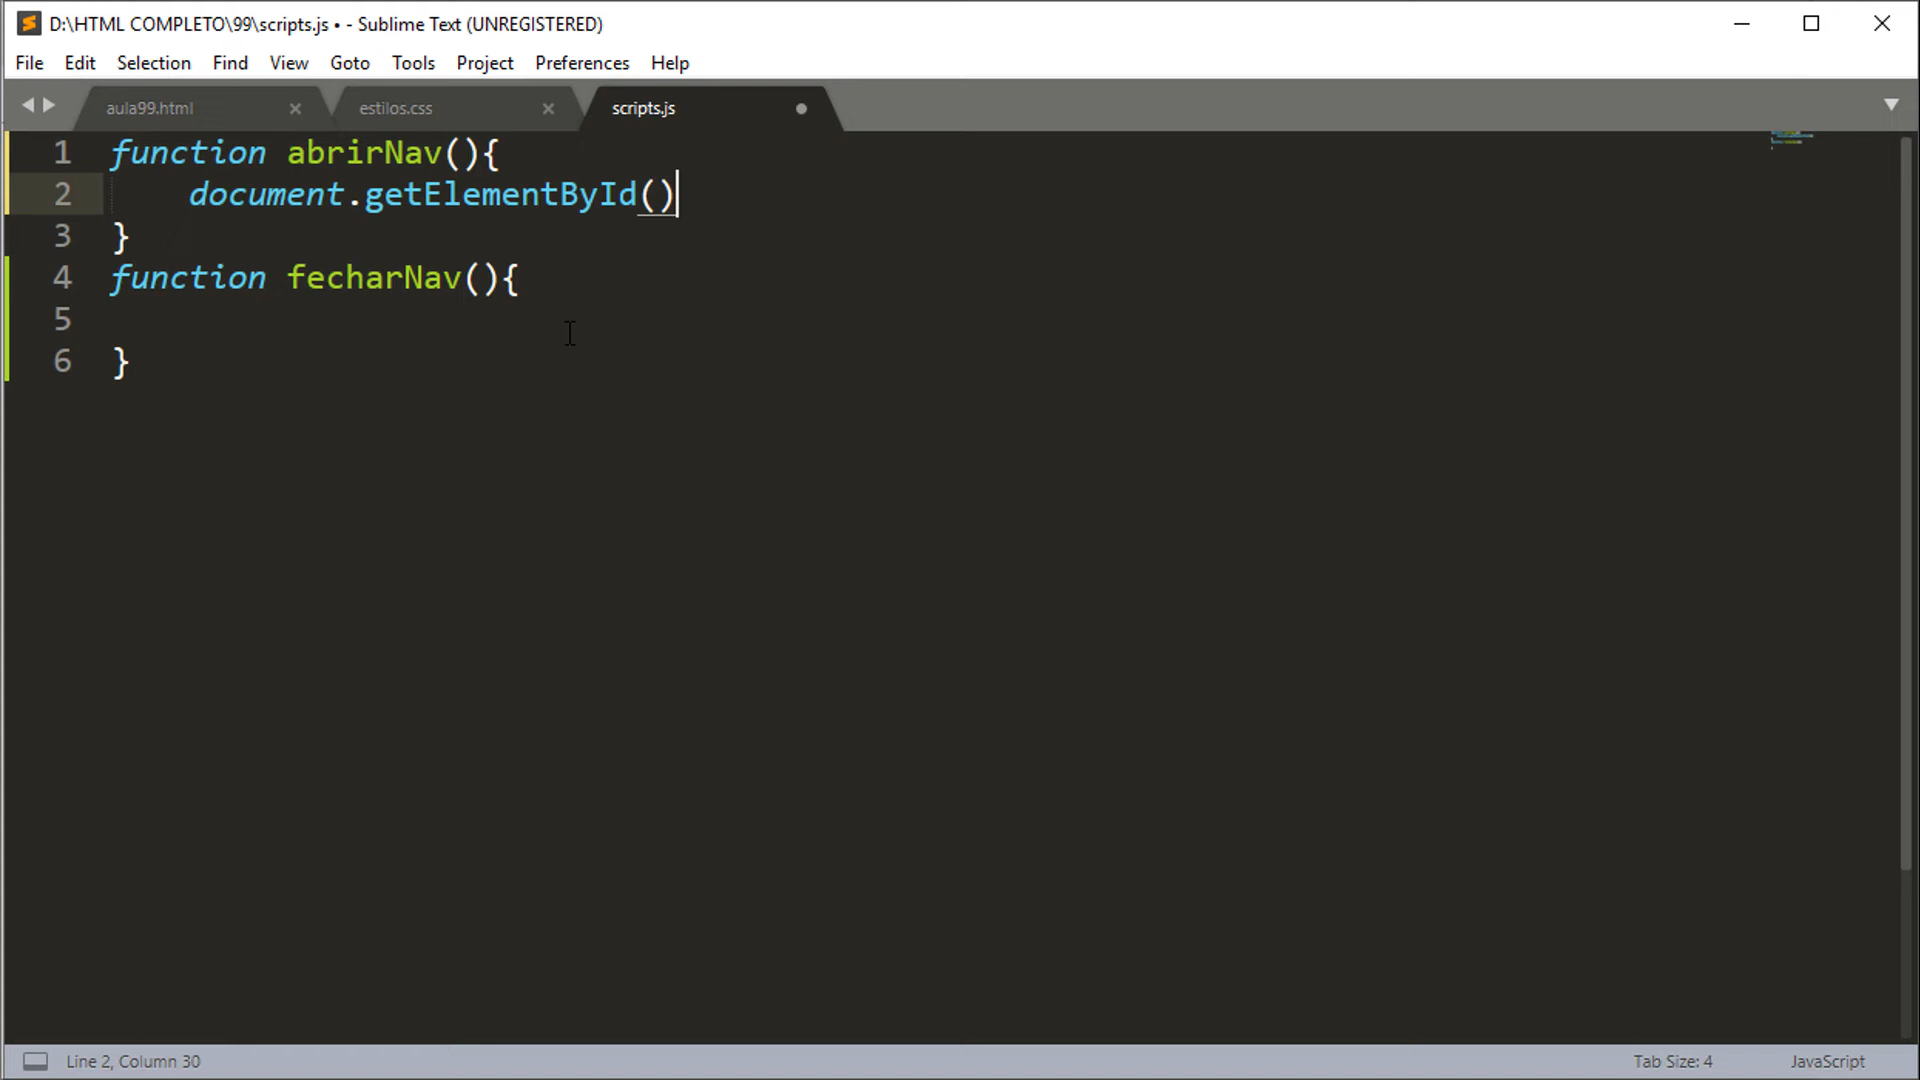 D:\HTML COMPLETO\99\scripts.js • - Sublime Text (UNREGISTERED)
File Edit Selection Find View Goto Tools Project Preferences Help
aula99.html estilos.css scripts.js
1 function abrirNav(){
2 document.getElementById()
3 }
4 function fecharNav(){
5
6 }
Line 2, Column 30 Tab Size: 4 JavaScript